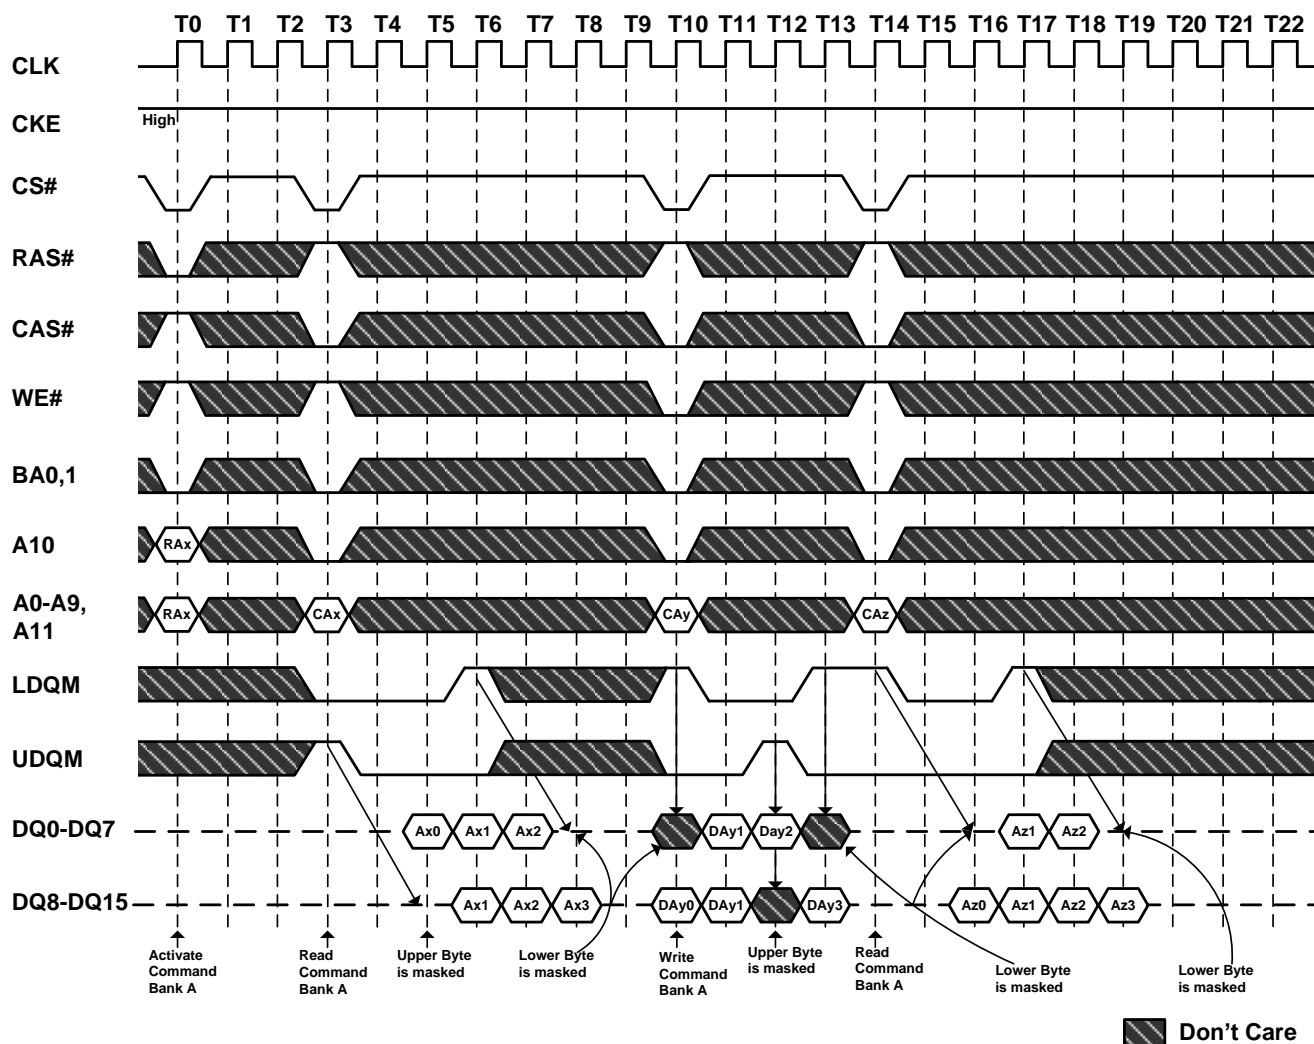 T0 T1 T2 T3 T4 T5 T6 T7 T8 T9 T10 T11 T12 T13 T14 T15 T16 T17 T18 T19 T20 T21 T22
CLK
CKE High
CS#
RAS#
CAS#
WE#
BA0,1
A10 RAx
A0-A9,
A11 RAx CAx CAy CAz
LDQM
UDQM
DQ0-DQ7 Ax0 Ax1 Ax2 DAy1 Day2 Az1 Az2
DQ8-DQ15 Ax1 Ax2 Ax3 DAy0 DAy1 DAy3 Az0 Az1 Az2 Az3
Activate
Command
Bank A
Read
Command
Bank A
Upper Byte
is masked
Lower Byte
is masked
Write
Command
Bank A
Upper Byte
is masked
Read
Command
Bank A
Lower Byte
is masked
Lower Byte
is masked
Don't Care